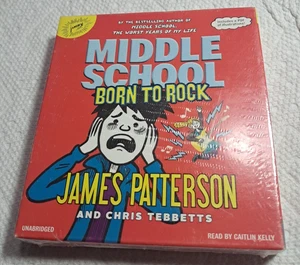 BY THE BESTSELLING AUTHOR OF
MIDDLE SCHOOL,
THE WORST YEARS OF MY LIFE
MIDDLE
SCHOOL
BORN TO ROCK
JAMES PATTERSON
AND CHRIS TEBBETTS
UNABRIDGED
READ BY CAITLIN KELLY